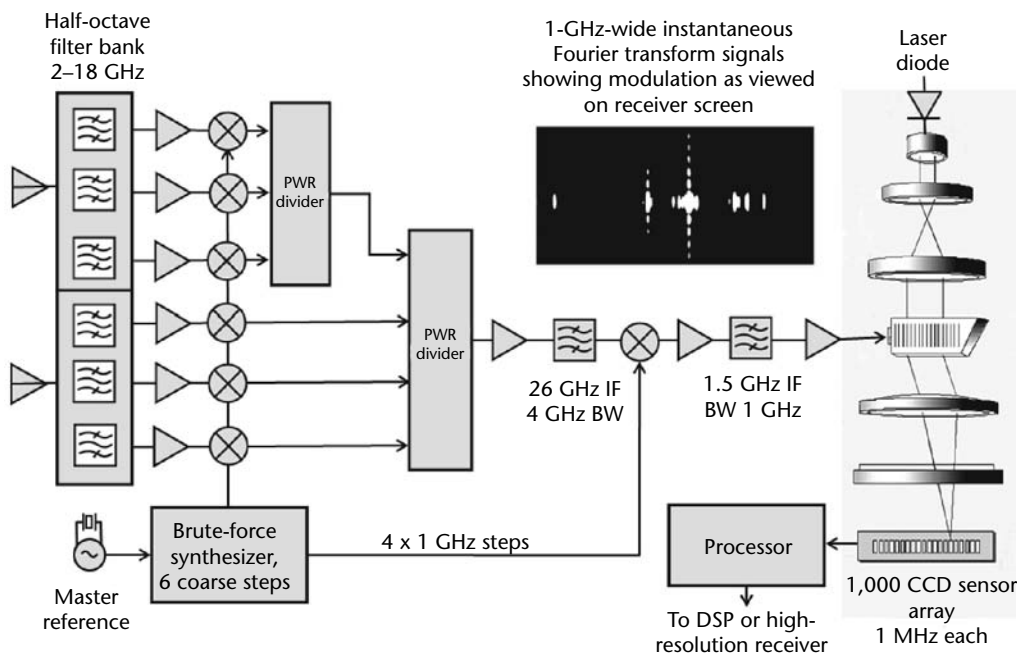 Half-octave
filter bank
2–18 GHz
1-GHz-wide instantaneous
Fourier transform signals
showing modulation as viewed
on receiver screen
Laser
diode
PWR
divider
PWR
divider
26 GHz IF
4 GHz BW
1.5 GHz IF
BW 1 GHz
Brute-force
synthesizer,
6 coarse steps
4 x 1 GHz steps
Master
reference
Processor
To DSP or high-
resolution receiver
1,000 CCD sensor
array
1 MHz each